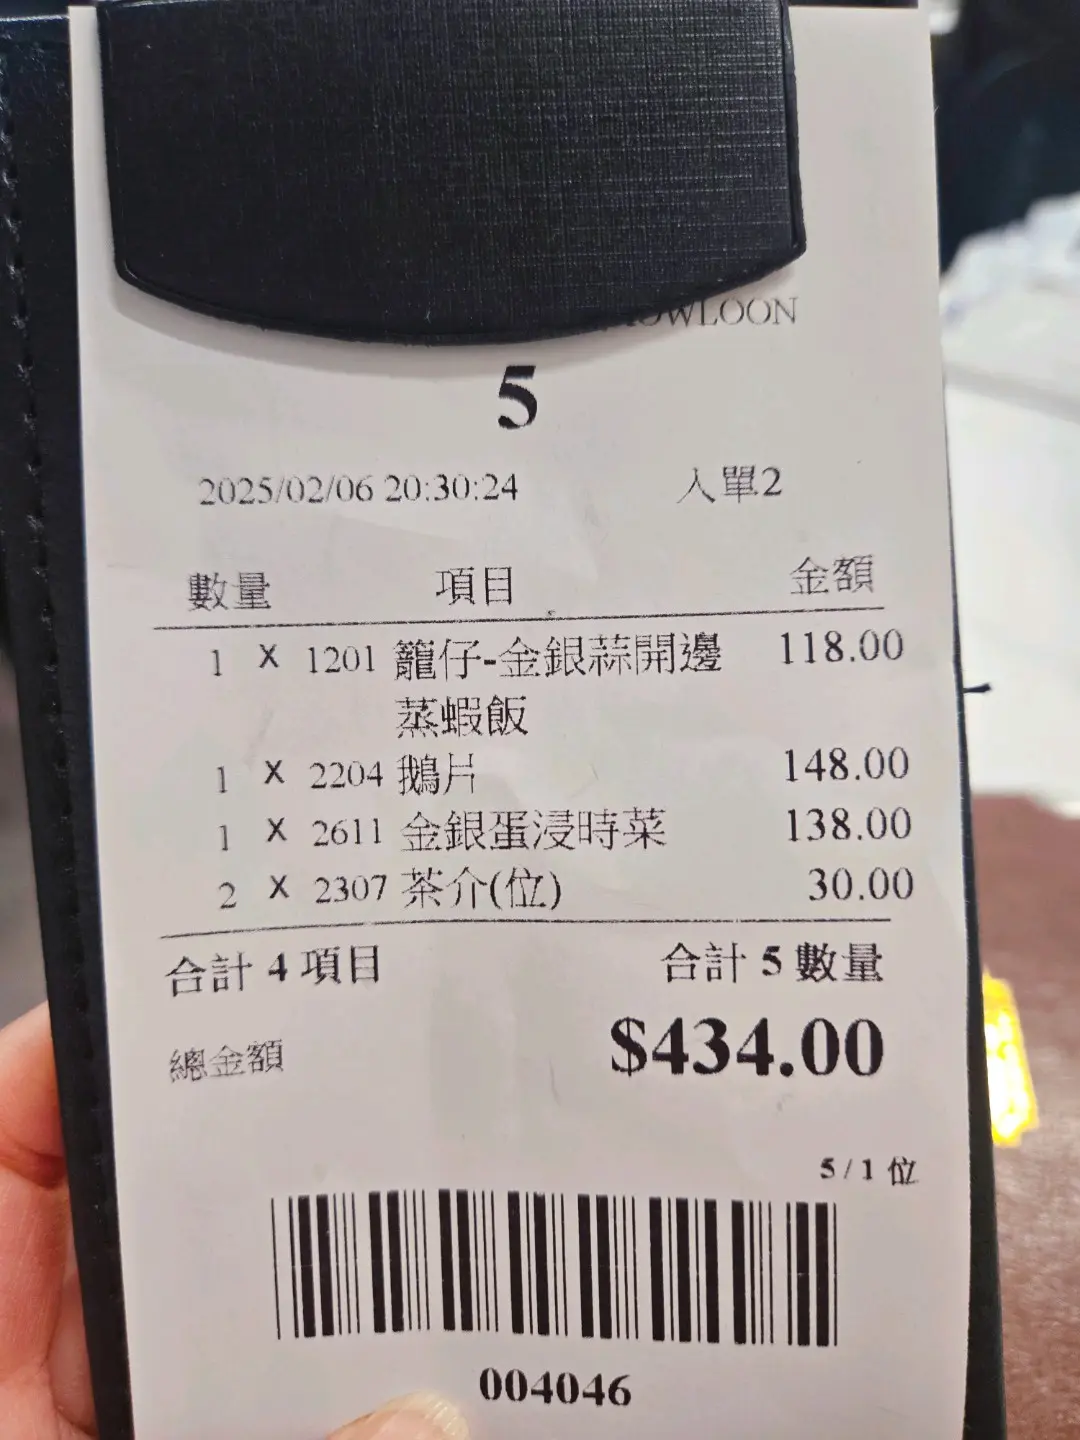 5
2025/02/06 20:30:24 入單2
數量 項目 金額
1 X 1201 籠仔-金銀蒜開邊 118.00
蒸蝦飯
1 X 2204 鵝片 148.00
1 X 2611 金銀蛋浸時菜 138.00
2 X 2307 茶介(位) 30.00
合計 4 項目 合計 5 數量
總金額 $434.00
5 / 1 位
004046